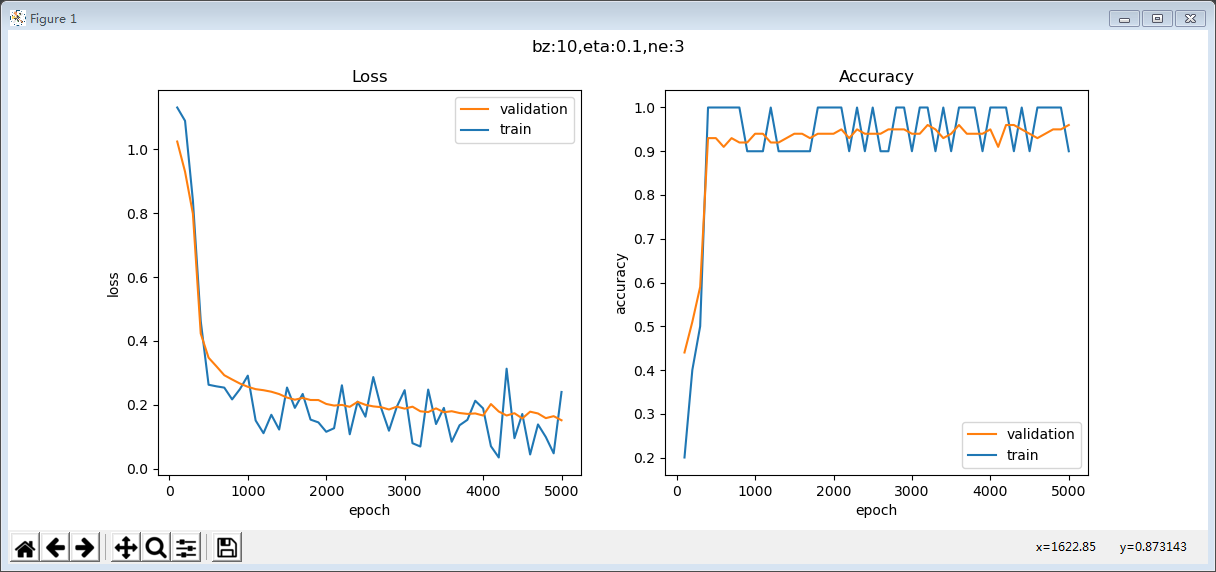 Figure 1
bz:10,eta:0.1,ne:3
Loss
validation
train
1.0
0.8
0.6
0.4
0.2
0.0
loss
0 1000 2000 3000 4000 5000
epoch
Accuracy
1.0
0.9
0.8
0.7
0.6
0.5
0.4
0.3
0.2
accuracy
validation
train
0 1000 2000 3000 4000 5000
epoch
x=1622.85 y=0.873143